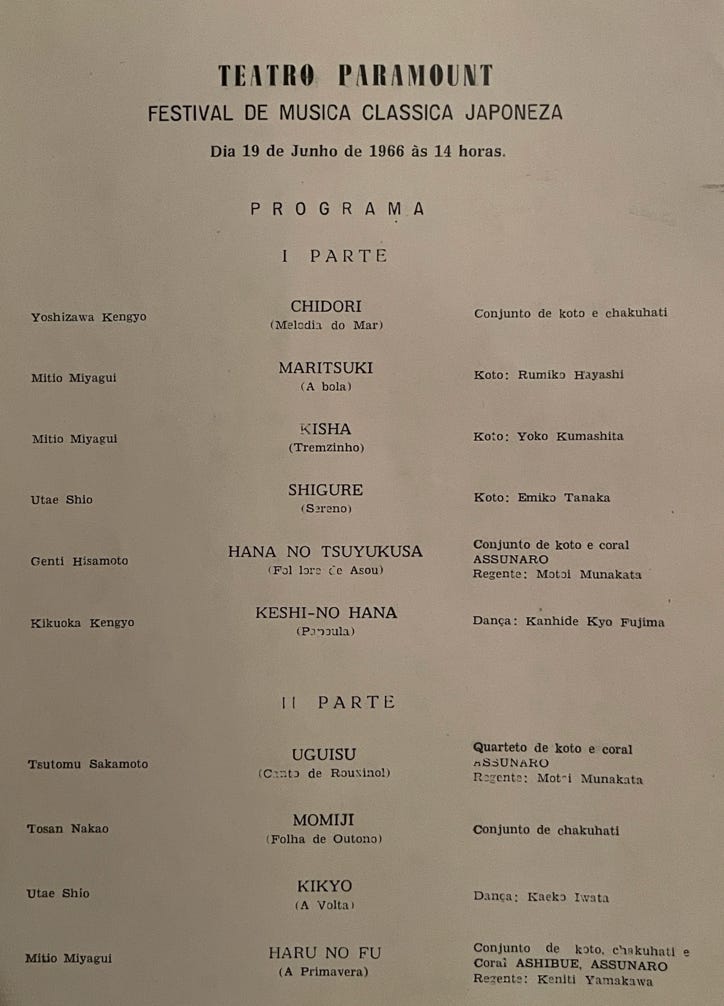 TEATRO PARAMOUNT
FESTIVAL DE MUSICA CLASSICA JAPONEZA
Dia 19 de Junho de 1966 às 14 horas.
PROGRAMA
I PARTE
Yoshizawa Kengyo CHIDORI Conjunto de koto e chakuhati
(Melodia do Mar)
Mitio Miyagui MARITSUKI Koto: Rumiko Hayashi
(A bola)
Mitio Miyagui KISHA Koto: Yoko Kumashita
(Tremzinho)
Utae Shio SHIGURE Koto: Emiko Tanaka
(Sereno)
Genti Hisamoto HANA NO TSUYUKUSA Conjunto de koto e coral
ASSUNARO
(Fol lore de Asou) Regente: Motoi Munakata
Kikuoka Kengyo KESHI-NO HANA Dança: Kanhide Kyo Fujima
(Papoula)
II PARTE
Tsutomu Sakamoto UGUISU Quarteto de koto e coral
ASSUNARO
(Canto de Rouxinol) Regente: Motoi Munakata
Tosan Nakao MOMIJI Conjunto de chakuhati
(Folha de Outono)
Utae Shio KIKYO Dança: Kaeko Iwata
(A Volta)
Mitio Miyagui HARU NO FU Conjunto de koto, chakuhati e
(A Primavera) Coral ASHIBUE, ASSUNARO
Regente: Keniti Yamakawa